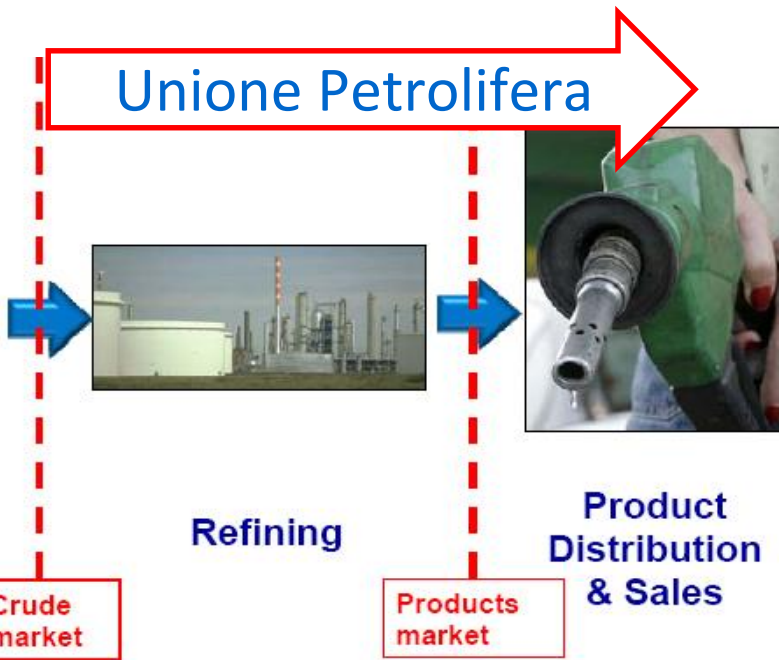 Unione Petrolifera
Refining
Product
Distribution
& Sales
Crude
market
Products
market